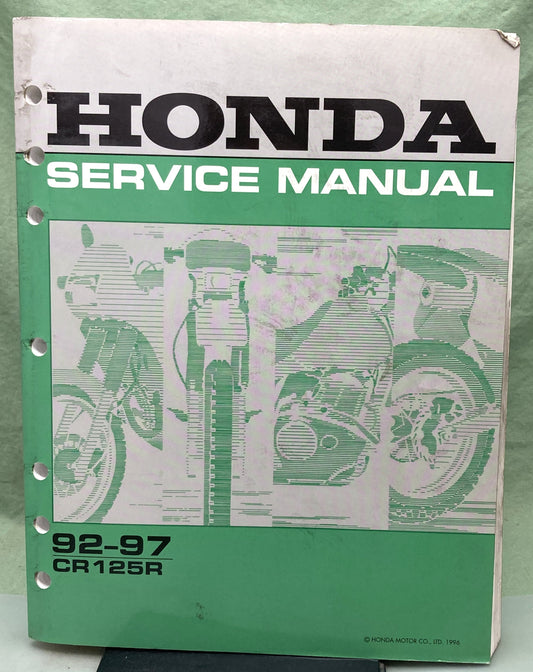 HONDA
SERVICE MANUAL
92-97
CR125R
© HONDA MOTOR CO., LTD. 1996